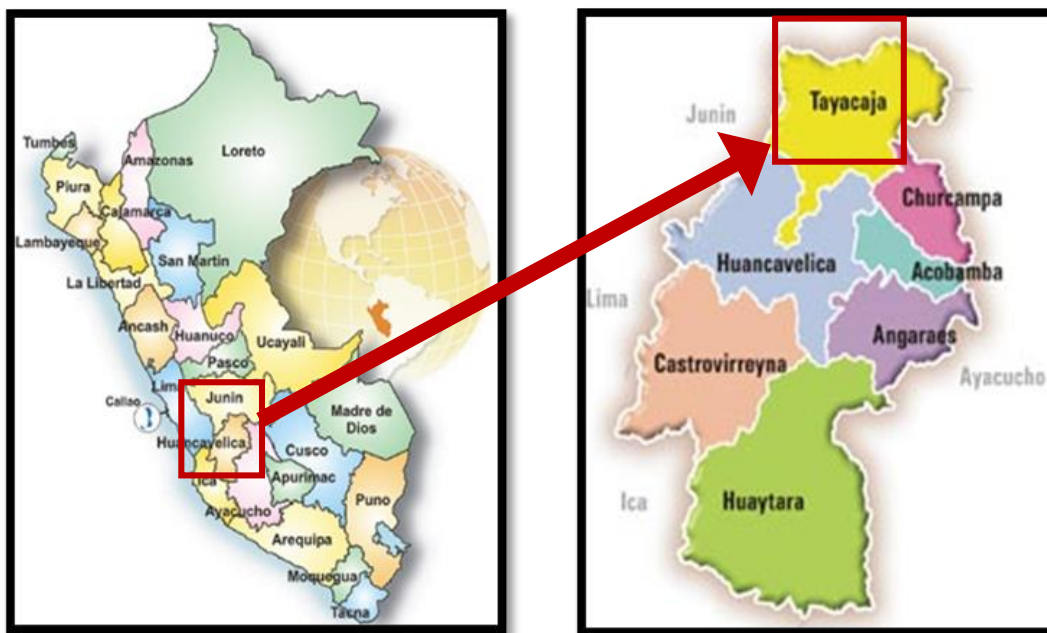 Tumbes
Loreto
Amazonas
Piura
Cajamarca
Lambayeque
San Martin
La Libertad
Ancash
Huanuco
Ucayali
Pasco
Lima
Junin
Callao
Madre de
Dios
Huancavelica
Cusco
Ica
Apurimac
Puno
Ayacucho
Arequipa
Moquegua
Tacna
Tayacaja
Junin
Churcampa
Huancavelica
Acobamba
Lima
Angaraes
Castrovirreyna
Ayacucho
Ica
Huaytara